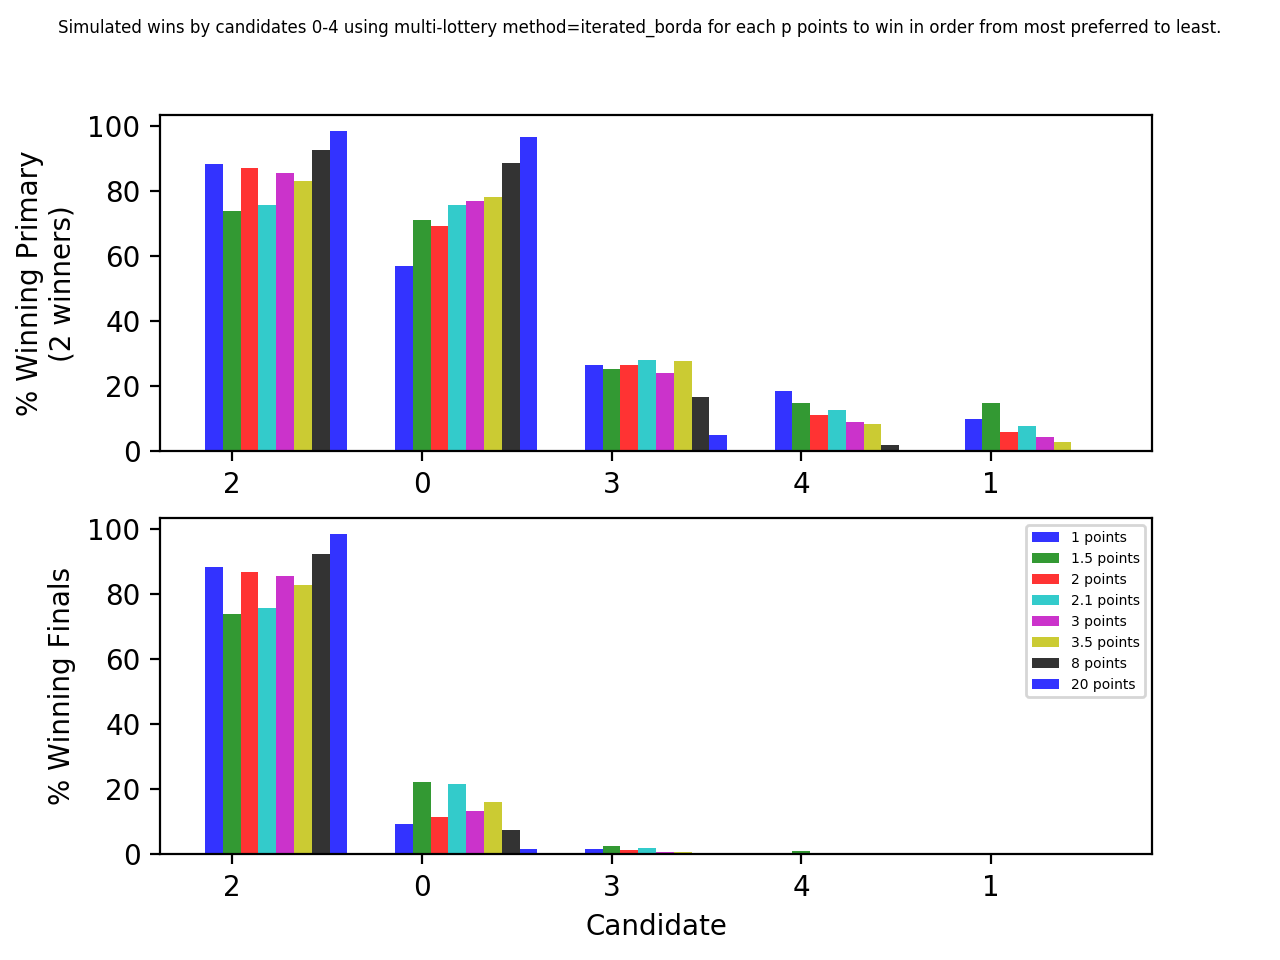 Simulated wins by candidates 0-4 using multi-lottery method=iterated_borda for each p points to win in order from most preferred to least.
% Winning Primary
(2 winners)
100
80
60
40
20
0
2 0 3 4 1
% Winning Finals
100
80
60
40
20
0
1 points
1.5 points
2 points
2.1 points
3 points
3.5 points
8 points
20 points
2 0 3 4 1
Candidate